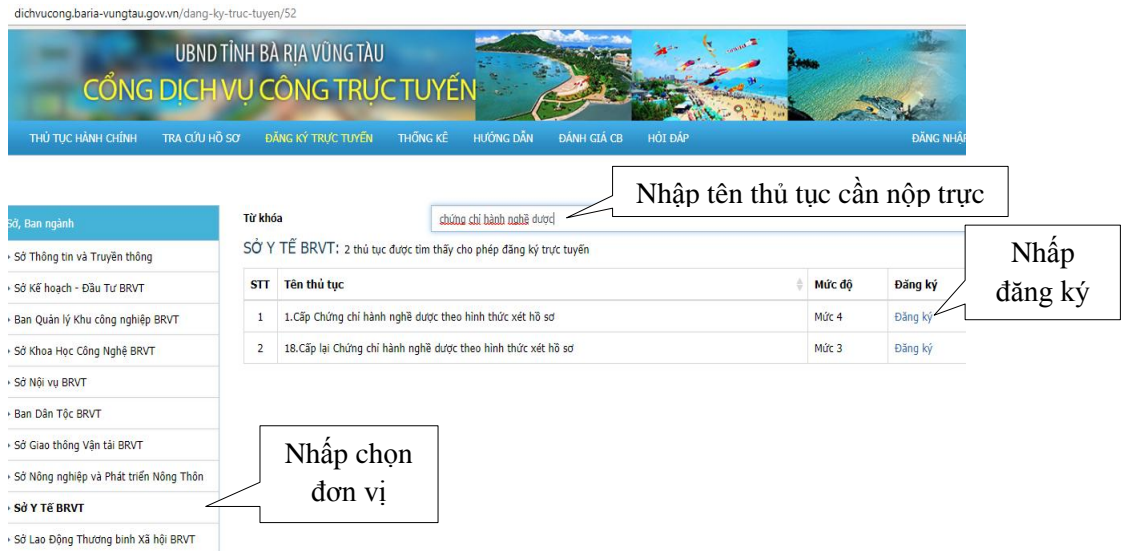 dichvucong.baria-vungtau.gov.vn/dang-ky-truc-tuyen/52
UBND TỈNH BÀ RỊA VŨNG TÀU
CỔNG DỊCH VỤ CÔNG TRỰC TUYẾN
THỦ TỤC HÀNH CHÍNH TRA CỨU HỒ SƠ ĐĂNG KÝ TRỰC TUYẾN THỐNG KÊ HƯỚNG DẪN ĐÁNH GIÁ CB HỎI ĐÁP ĐĂNG NHẬP
Nhập tên thủ tục cần nộp trực
Sở, Ban ngành
Sở Thông tin và Truyền thông
Sở Kế hoạch - Đầu Tư BRVT
Ban Quản lý Khu công nghiệp BRVT
Sở Khoa Học Công Nghệ BRVT
Sở Nội vụ BRVT
Ban Dân Tộc BRVT
Sở Giao thông Vận tải BRVT
Sở Nông nghiệp và Phát triển Nông Thôn
Sở Y Tế BRVT
Sở Lao Động Thương binh Xã hội BRVT
Từ khóa chứng chỉ hành nghề dược
SỞ Y TẾ BRVT: 2 thủ tục được tìm thấy cho phép đăng ký trực tuyến
STT Tên thủ tục Mức độ Đăng ký
1 1.Cấp Chứng chỉ hành nghề dược theo hình thức xét hồ sơ Mức 4 Đăng ký
2 18.Cấp lại Chứng chỉ hành nghề dược theo hình thức xét hồ sơ Mức 3 Đăng ký
Nhấp
đăng ký
Nhấp chọn
đơn vị